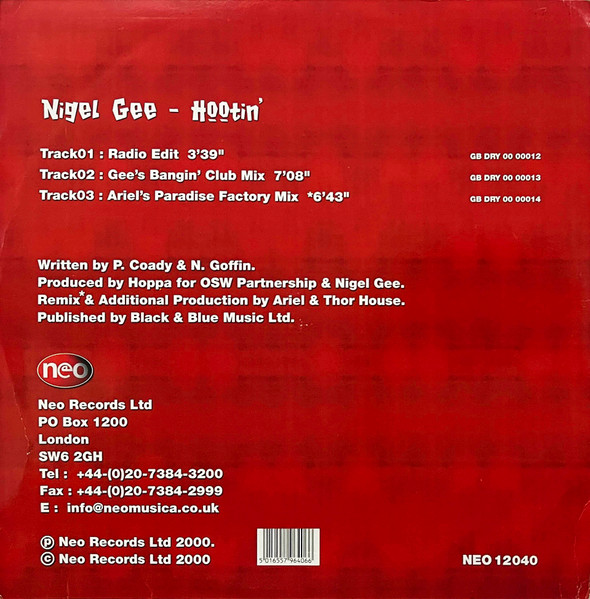 Nigel Gee - Hootin'
Track01 : Radio Edit 3'39" GB DRY 00 00012
Track02 : Gee's Bangin' Club Mix 7'08" GB DRY 00 00013
Track03 : Ariel's Paradise Factory Mix *6'43" GB DRY 00 00014
Written by P. Coady & N. Goffin.
Produced by Hoppa for OSW Partnership & Nigel Gee.
Remix*& Additional Production by Ariel & Thor House.
Published by Black & Blue Music Ltd.
neo
Neo Records Ltd
PO Box 1200
London
SW6 2GH
Tel : +44-(0)20-7384-3200
Fax : +44-(0)20-7384-2999
E : info@neomusica.co.uk
℗ Neo Records Ltd 2000.
© Neo Records Ltd 2000
5 016557 964066
NEO 12040